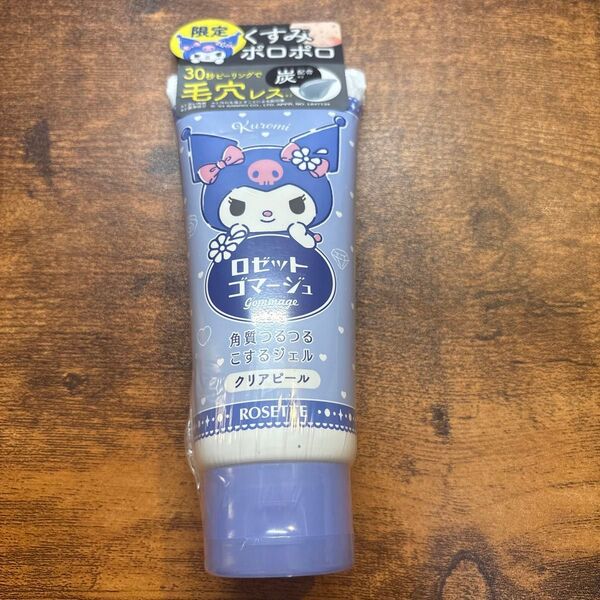 限定
くすみ
ポロポロ
30秒ピーリングで
毛穴レス
炭配合
Kuromi
ロゼット
ゴマージュ
Gommage
角質つるつる
こするジェル
クリアピール
ROSETTE